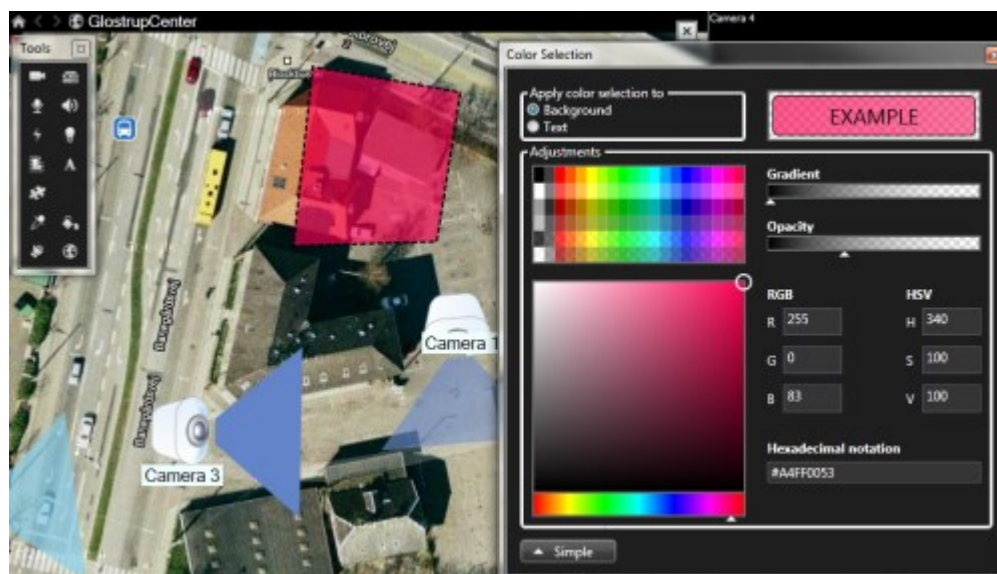 GlostrupCenter
Camera 4
Tools
Color Selection
Apply color selection to
Background
Text
EXAMPLE
Adjustments
Gradient
Opacity
RGB
HSV
R 255
H 340
G 0
S 100
B 83
V 100
Hexadecimal notation
#A4FF0053
Simple
A
2
Camera 1
Camera 3